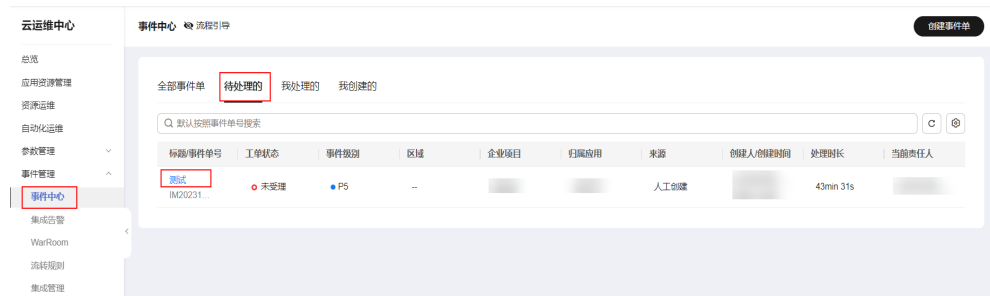 云运维中心
事件中心 流程引导
创建事件单
总览
应用资源管理
资源运维
自动化运维
参数管理
事件管理
事件中心
集成告警
WarRoom
流转规则
集成管理
全部事件单 待处理的 我处理的 我创建的
默认按照事件单号搜索
标题/事件单号 工单状态 事件级别 区域 企业项目 归属应用 来源 创建人/创建时间 处理时长 当前责任人
测试 未受理 P5 -- 人工创建 43min 31s
IM20231...